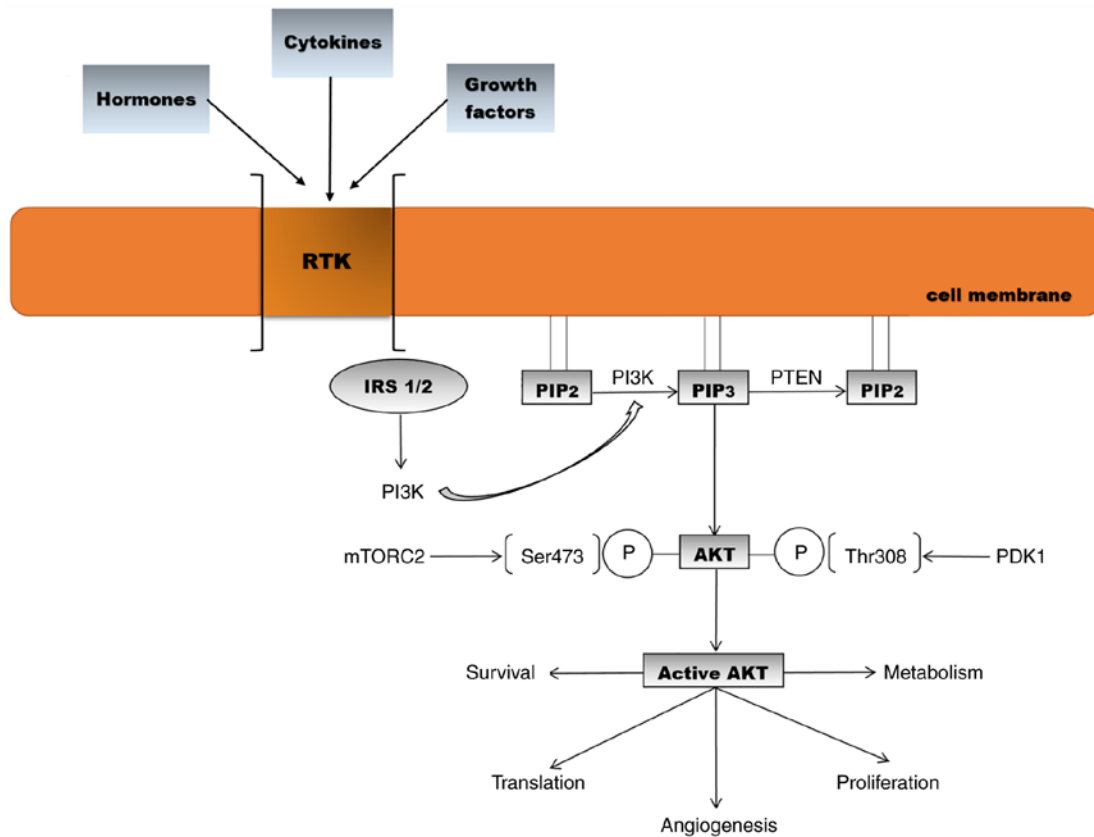 Cytokines
Hormones
Growth
factors
RTK
cell membrane
IRS 1/2
PIP2
PI3K
PIP3
PTEN
PIP2
PI3K
mTORC2
Ser473
P
AKT
P
Thr308
PDK1
Survival
Active AKT
Metabolism
Translation
Proliferation
Angiogenesis